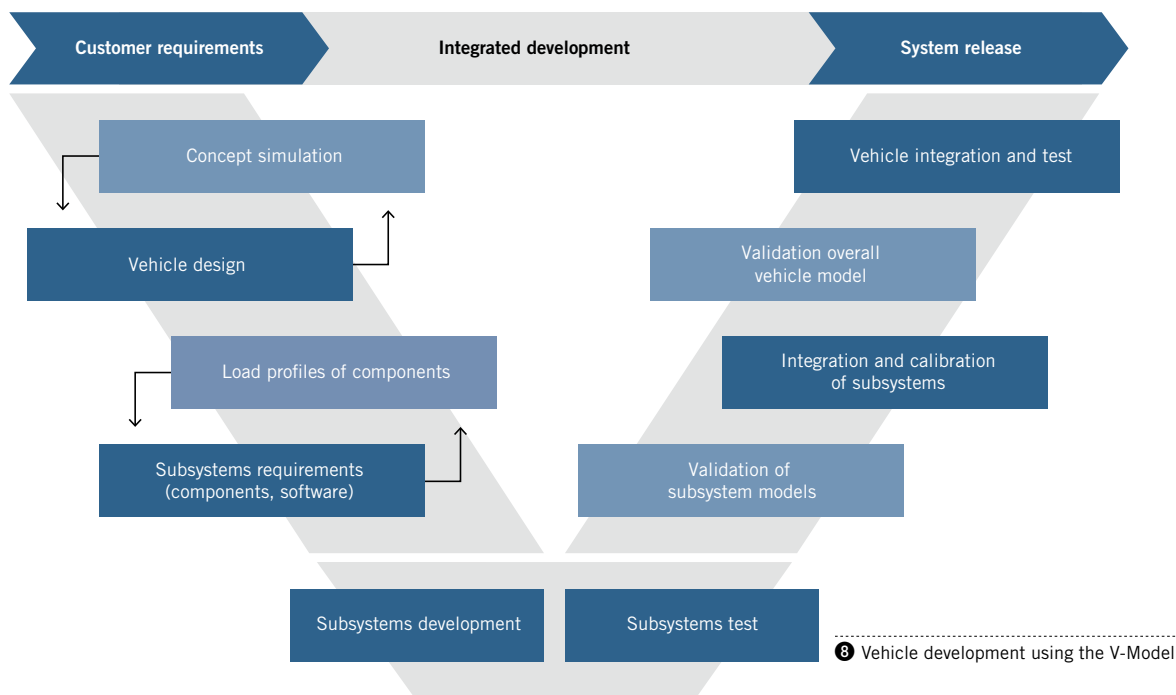 Customer requirements
Integrated development
System release
Concept simulation
Vehicle integration and test
Vehicle design
Validation overall
vehicle model
Load profiles of components
Integration and calibration
of subsystems
Subsystems requirements
(components, software)
Validation of
subsystem models
Subsystems development
Subsystems test
❽ Vehicle development using the V-Model